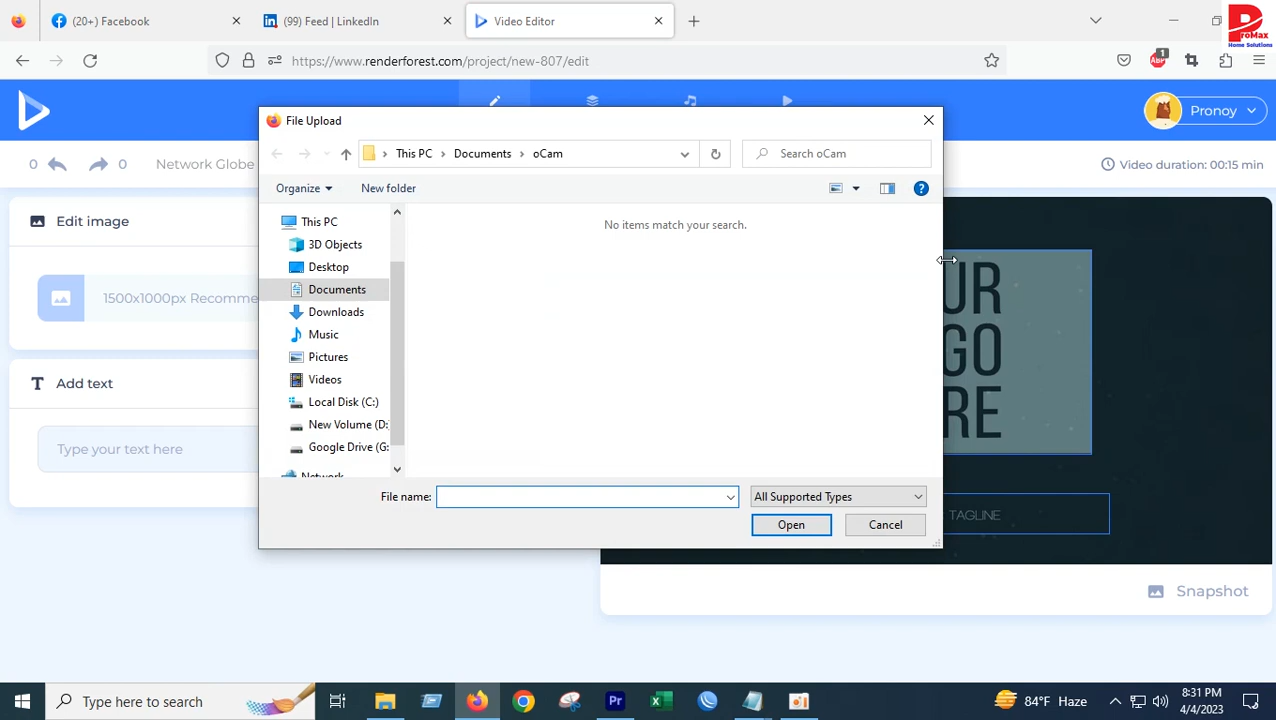 (20+) Facebook
(99) Feed | LinkedIn
Video Editor
ProMax
Home Solutions
https://www.renderforest.com/project/new-8077/edit
1
Pronoy
0
0
Network Globe
Video duration: 00:15 min
File Upload
This PC
Documents
oCam
Search oCam
Organize
New folder
This PC
3D Objects
Desktop
Documents
Downloads
Music
Pictures
Videos
Local Disk (C:)
New Volume (D:
Google Drive (G:
Network
No items match your search.
File name:
All Supported Types
Open
Cancel
Edit image
1500x1000px Recomme
Add text
Type your text here
UR
GO
RE
TAGLINE
Snapshot
Type here to search
84°F Haze
8:31 PM
4/4/2023